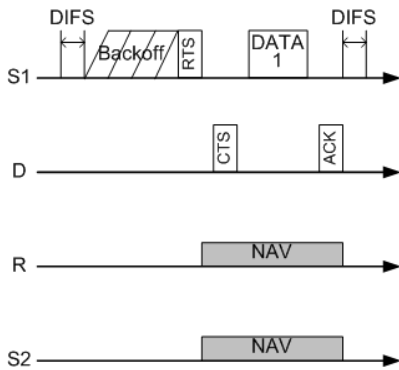 DIFS DIFS
S1 Backoff RTS DATA
1
D CTS ACK
R NAV
S2 NAV